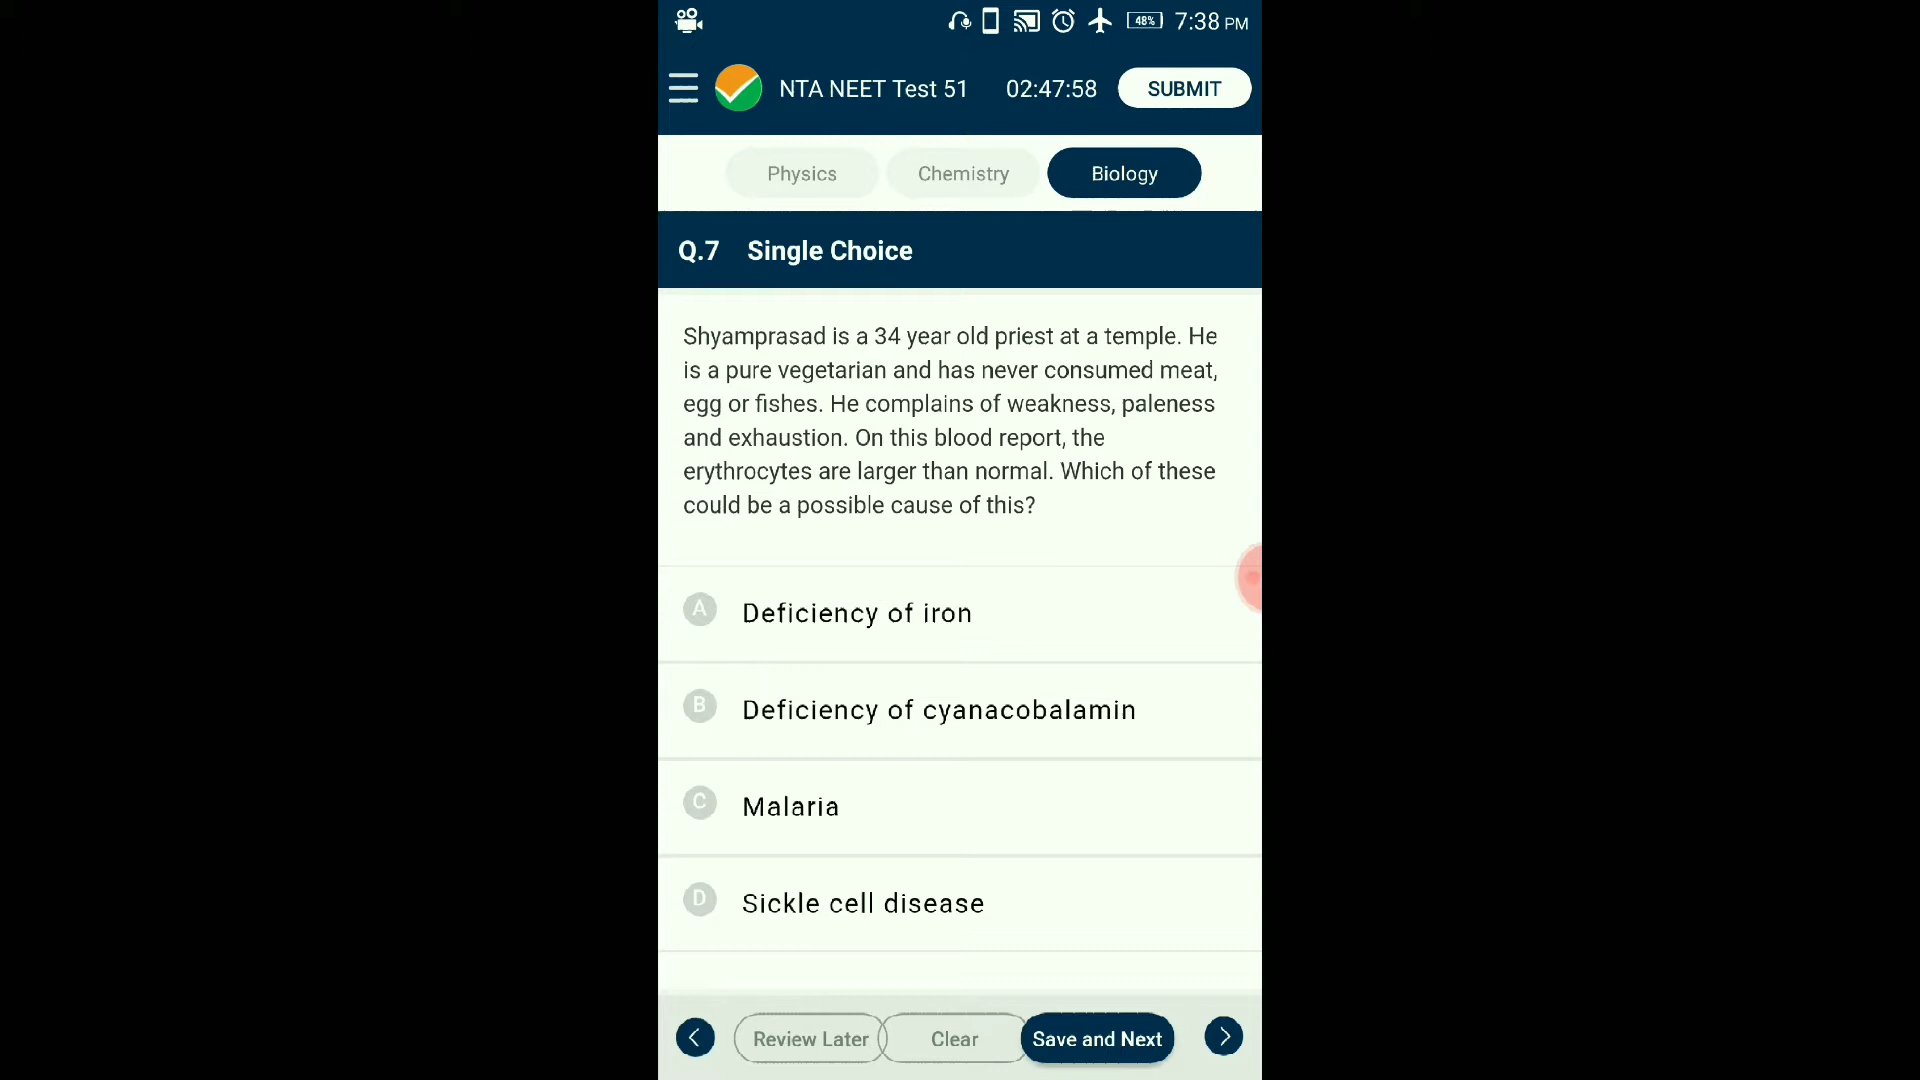 48% 7:38 PM
NTA NEET Test 51 02:47:58 SUBMIT
Physics Chemistry Biology
Q.7 Single Choice
Shyamprasad is a 34 year old priest at a temple. He
is a pure vegetarian and has never consumed meat,
egg or fishes. He complains of weakness, paleness
and exhaustion. On this blood report, the
erythrocytes are larger than normal. Which of these
could be a possible cause of this?
A Deficiency of iron
B Deficiency of cyanacobalamin
C Malaria
D Sickle cell disease
Review Later Clear Save and Next